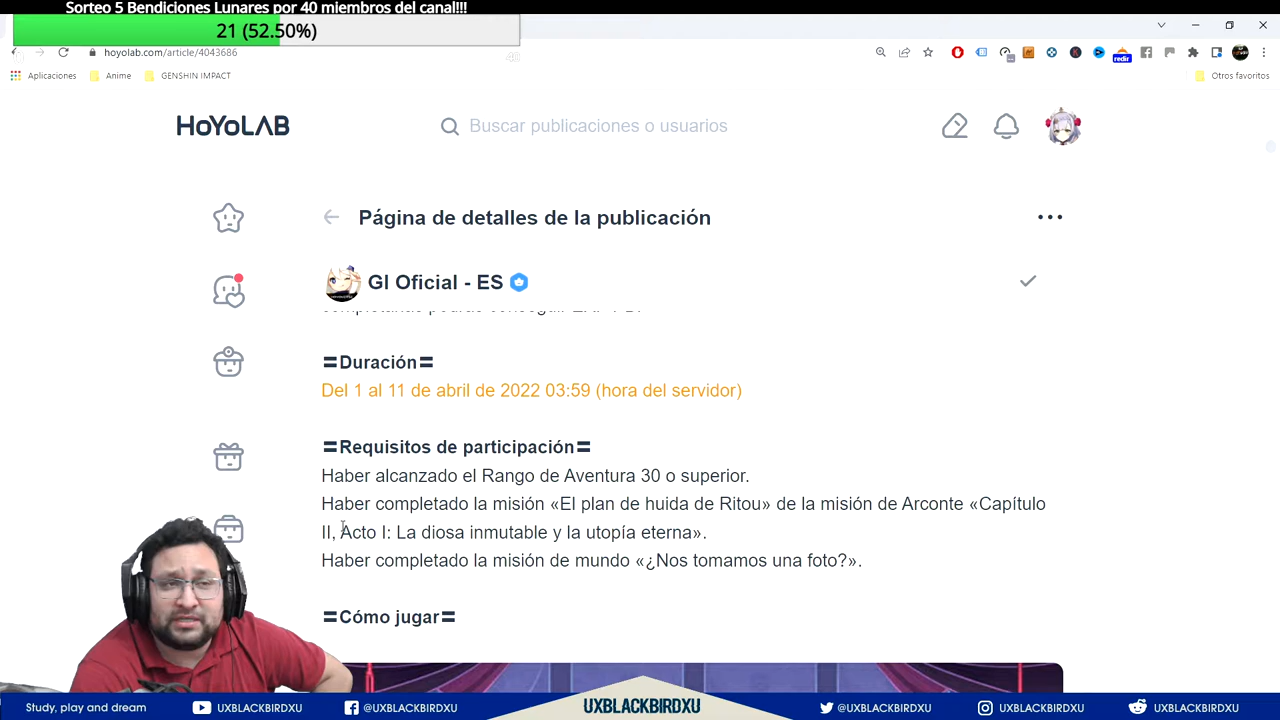 Sorteo 5 Bendiciones Lunares por 40 miembros del canal!!!
21 (52.50%)
40
hoyolab.com/article/4043686
redir
Aplicaciones
Anime
GENSHIN IMPACT
Otros favoritos
HoYoLAB
Buscar publicaciones o usuarios
Página de detalles de la publicación
GI Oficial - ES
〓Duración〓
Del 1 al 11 de abril de 2022 03:59 (hora del servidor)
〓Requisitos de participación〓
Haber alcanzado el Rango de Aventura 30 o superior.
Haber completado la misión «El plan de huida de Ritou» de la misión de Arconte «Capítulo
II, Acto I: La diosa inmutable y la utopía eterna».
Haber completado la misión de mundo «¿Nos tomamos una foto?».
〓Cómo jugar〓
Study, play and dream
UXBLACKBIRDXU
@UXBLACKBIRDXU
UXBLACKBIRDXU
@UXBLACKBIRDXU
UXBLACKBIRDXU
UXBLACKBIRDXU